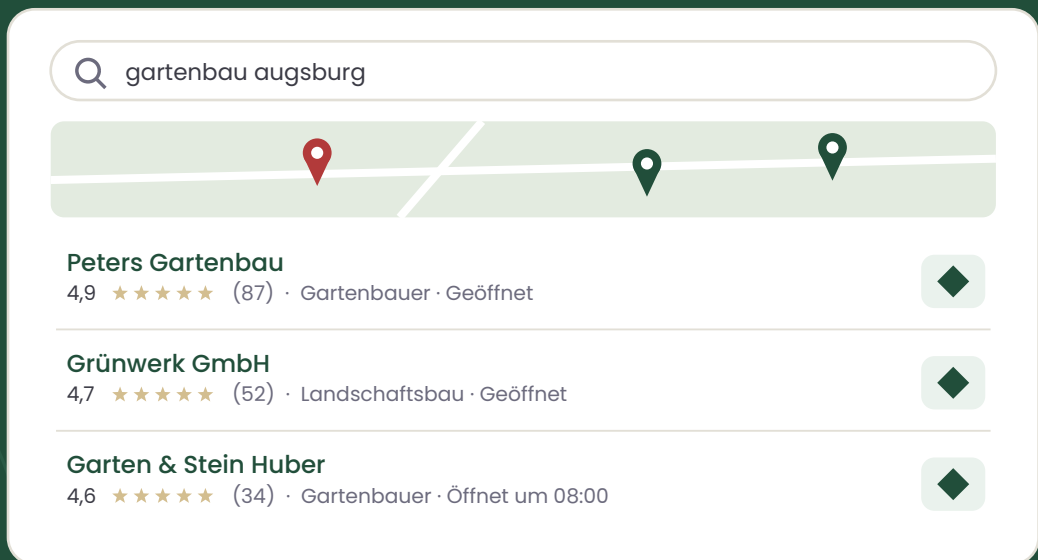 gartenbau augsburg
Peters Gartenbau
4,9 ★★★★★ (87) · Gartenbauer · Geöffnet
Grünwerk GmbH
4,7 ★★★★★ (52) · Landschaftsbau · Geöffnet
Garten & Stein Huber
4,6 ★★★★★ (34) · Gartenbauer · Öffnet um 08:00